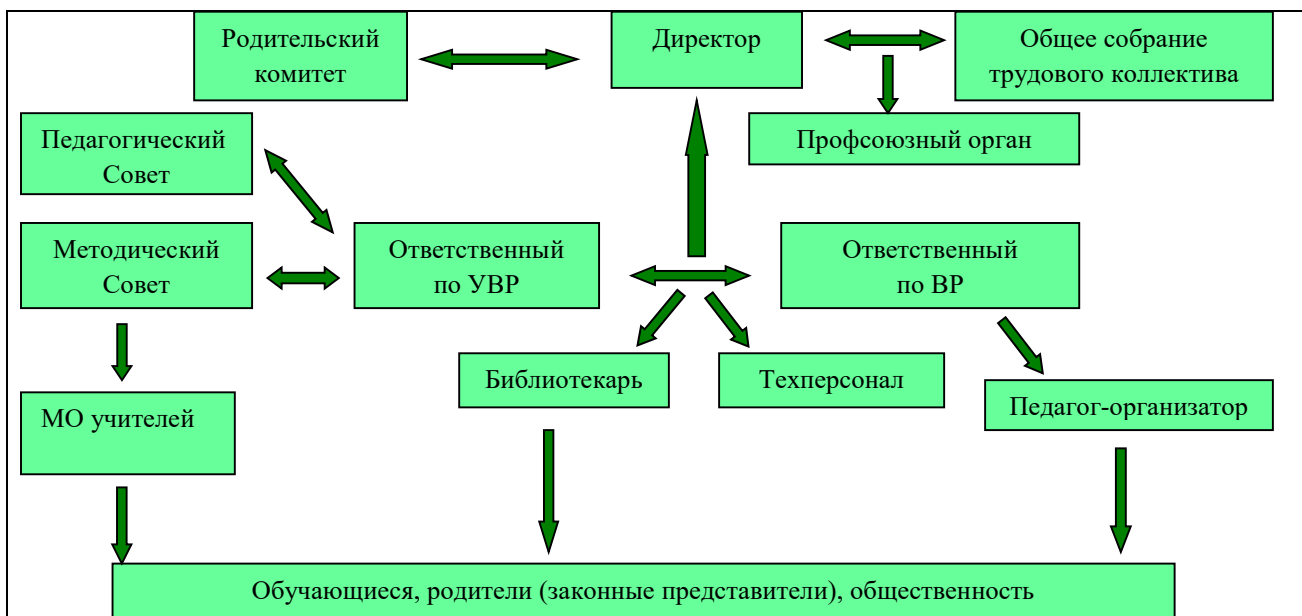 Родительский
комитет
Директор
Общее собрание
трудового коллектива
Профсоюзный орган
Педагогический
Совет
Методический
Совет
Ответственный
по УВР
Ответственный
по ВР
Библиотекарь
Техперсонал
Педагог-организатор
МО учителей
Обучающиеся, родители (законные представители), общественность